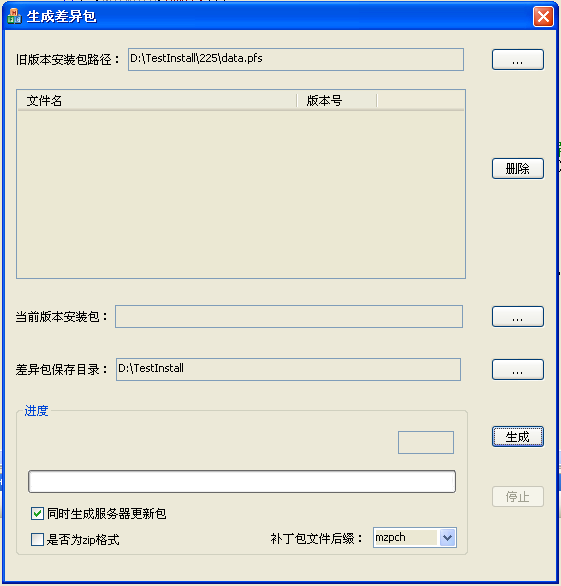 生成差异包
旧版本安装包路径： D:\TestInstall\225\data.pfs ...
文件名 版本号
删除
当前版本安装包： ...
差异包保存目录： D:\TestInstall ...
进度
生成
停止
同时生成服务器更新包
是否为zip格式 补丁包文件后缀： mzpch